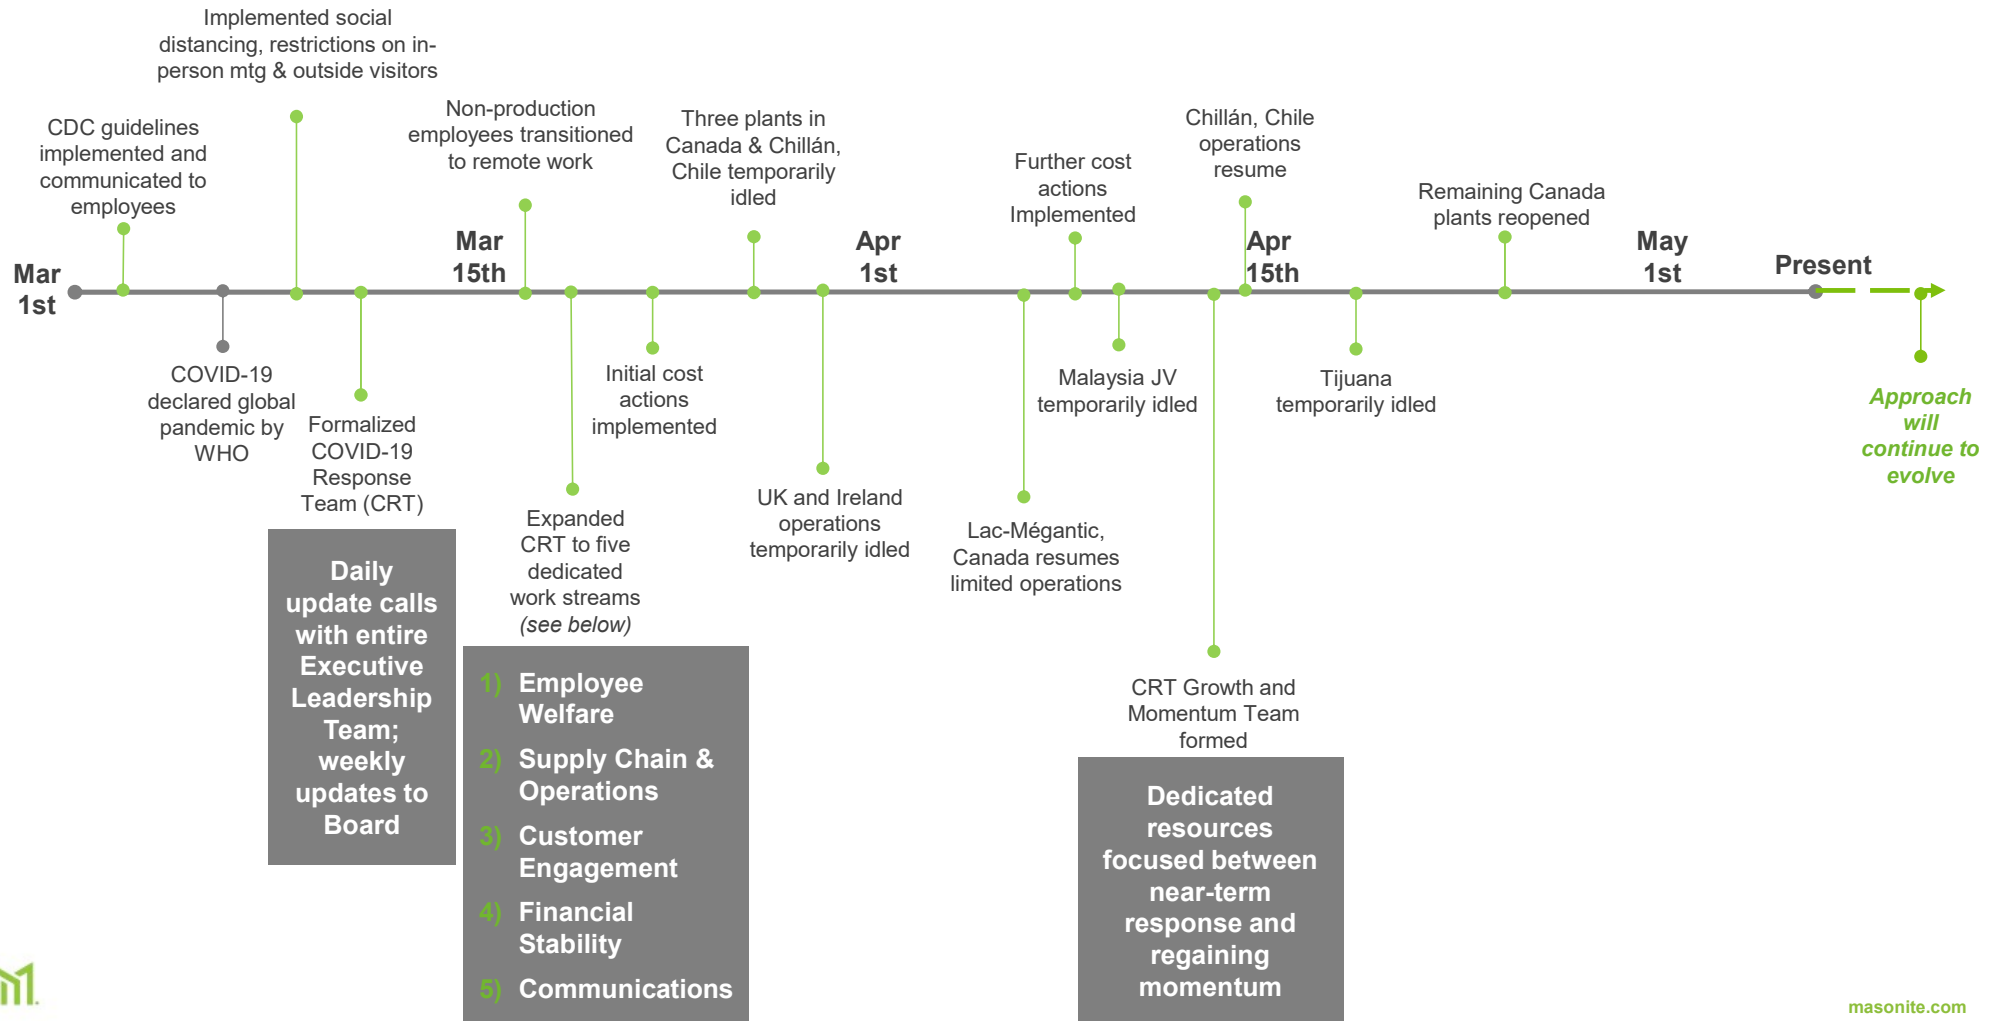 Implemented social
distancing, restrictions on in-
person mtg & outside visitors
CDC guidelines
implemented and
communicated to
employees
Non-production
employees transitioned
to remote work
Three plants in
Canada & Chillán,
Chile temporarily
idled
Further cost
actions
Implemented
Chillán, Chile
operations
resume
Remaining Canada
plants reopened
Mar
1st
Mar
15th
Apr
1st
Apr
15th
May
1st
Present
COVID-19
declared global
pandemic by
WHO
Formalized
COVID-19
Response
Team (CRT)
Daily
update calls
with entire
Executive
Leadership
Team;
weekly
updates to
Board
Expanded
CRT to five
dedicated
work streams
(see below)
1) Employee
Welfare
2) Supply Chain &
Operations
3) Customer
Engagement
4) Financial
Stability
5) Communications
Initial cost
actions
implemented
UK and Ireland
operations
temporarily idled
Lac-Mégantic,
Canada resumes
limited operations
Malaysia JV
temporarily idled
CRT Growth and
Momentum Team
formed
Dedicated
resources
focused between
near-term
response and
regaining
momentum
Tijuana
temporarily idled
Approach
will
continue to
evolve
masonite.com